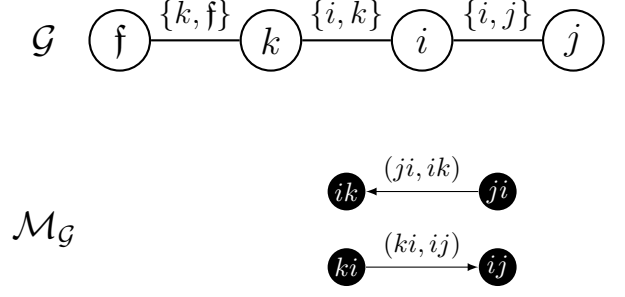 {k, 𝔣} {i, k} {i, j}
𝒢 𝔣 k i j
(ji, ik)
ik ji
ℳ𝒢
(ki, ij)
ki ij